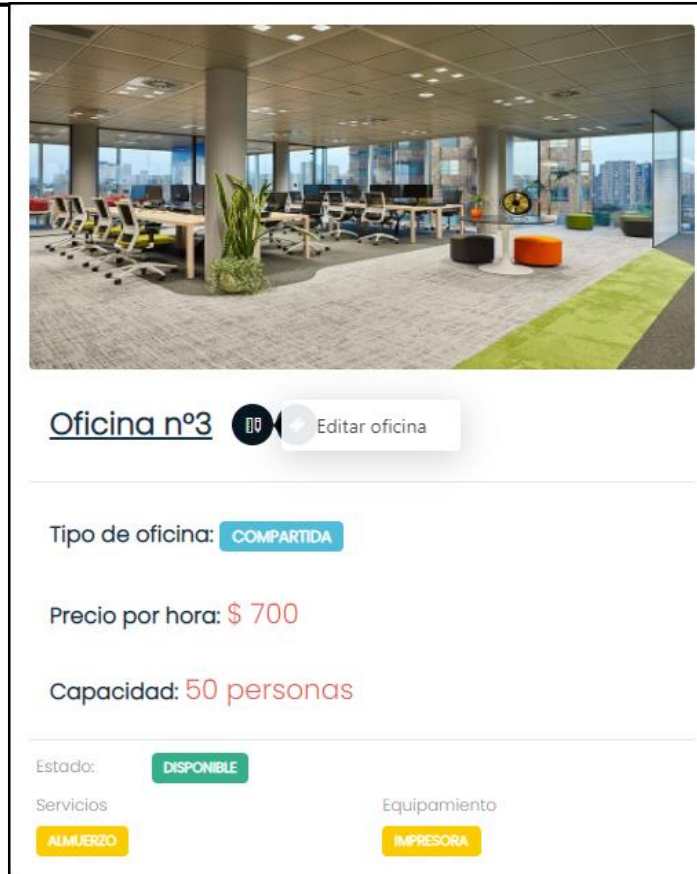 Oficina nº3 Editar oficina
Tipo de oficina: COMPARTIDA
Precio por hora: $ 700
Capacidad: 50 personas
Estado: DISPONIBLE
Servicios Equipamiento
ALMUERZO IMPRESORA